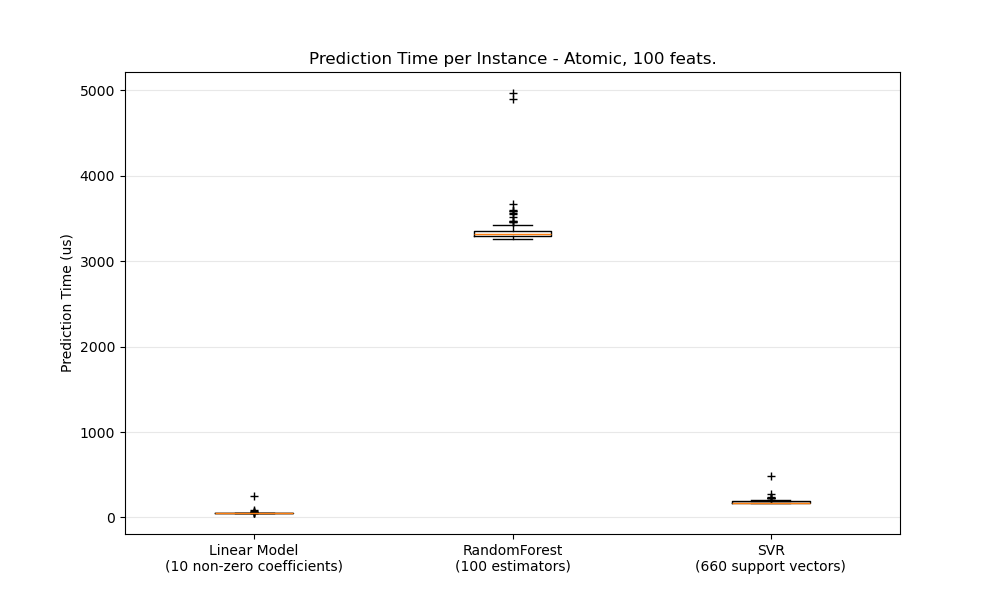 Prediction Time per Instance - Atomic, 100 feats.
Prediction Time (us)
5000
4000
3000
2000
1000
0
Linear Model
(10 non-zero coefficients)
RandomForest
(100 estimators)
SVR
(660 support vectors)